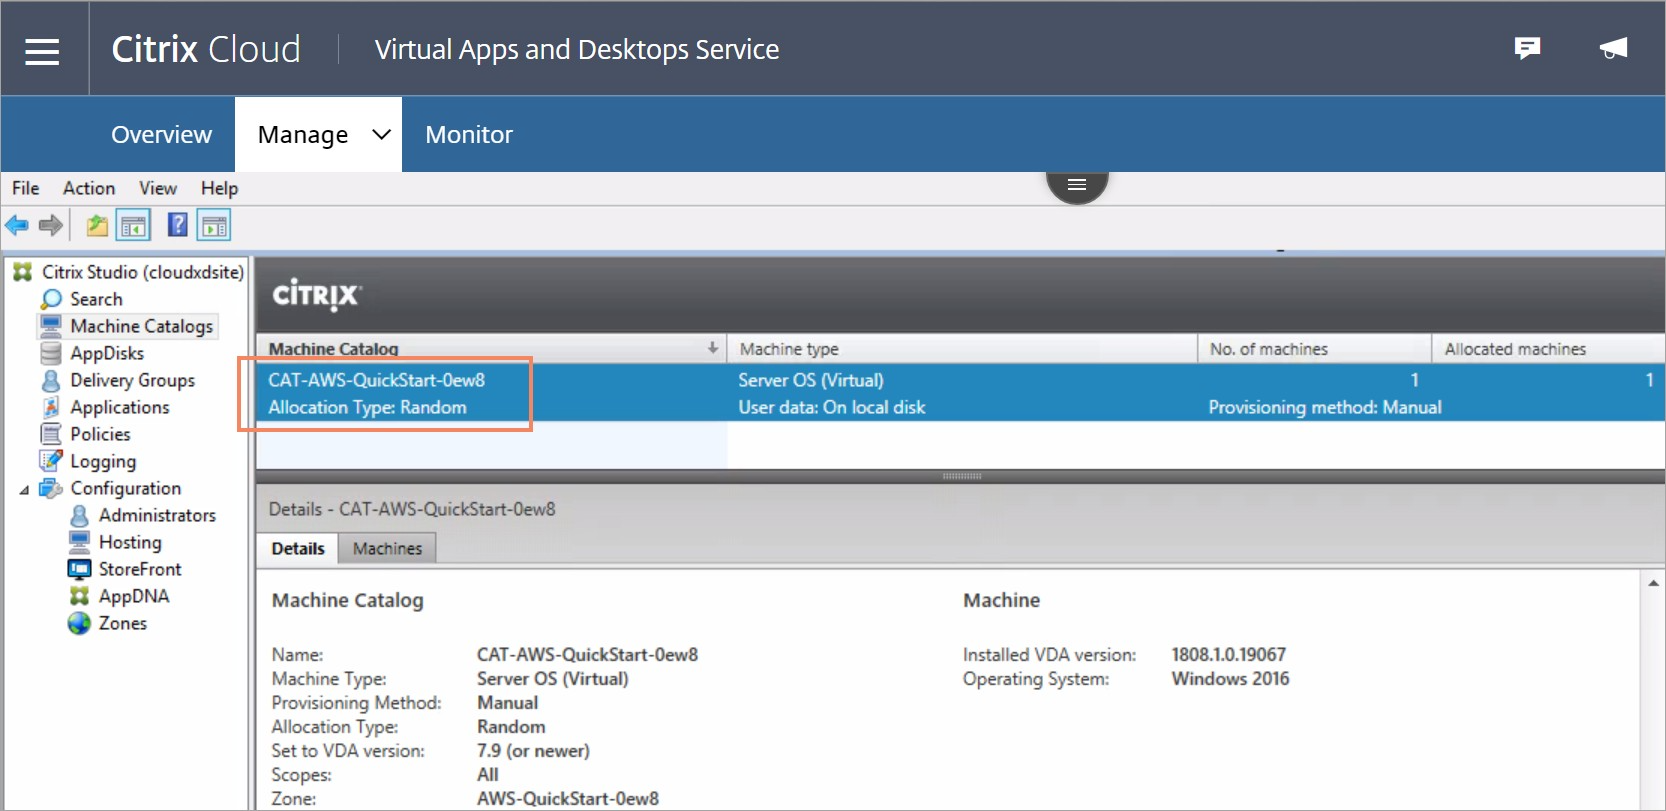 Citrix Cloud
Virtual Apps and Desktops Service
Overview
Manage
Monitor
File Action View Help
?
Citrix Studio (cloudxdsite)
Search
Machine Catalogs
AppDisks
Delivery Groups
Applications
Policies
Logging
Configuration
Administrators
Hosting
StoreFront
AppDNA
Zones
CİTRIX
Machine Catalog Machine type No. of machines Allocated machines
CAT-AWS-QuickStart-0ew8 Server OS (Virtual) 1 1
Allocation Type: Random User data: On local disk Provisioning method: Manual
Details - CAT-AWS-QuickStart-0ew8
Details Machines
Machine Catalog
Name: CAT-AWS-QuickStart-0ew8
Machine Type: Server OS (Virtual)
Provisioning Method: Manual
Allocation Type: Random
Set to VDA version: 7.9 (or newer)
Scopes: All
Zone: AWS-QuickStart-0ew8
Machine
Installed VDA version: 1808.1.0.19067
Operating System: Windows 2016